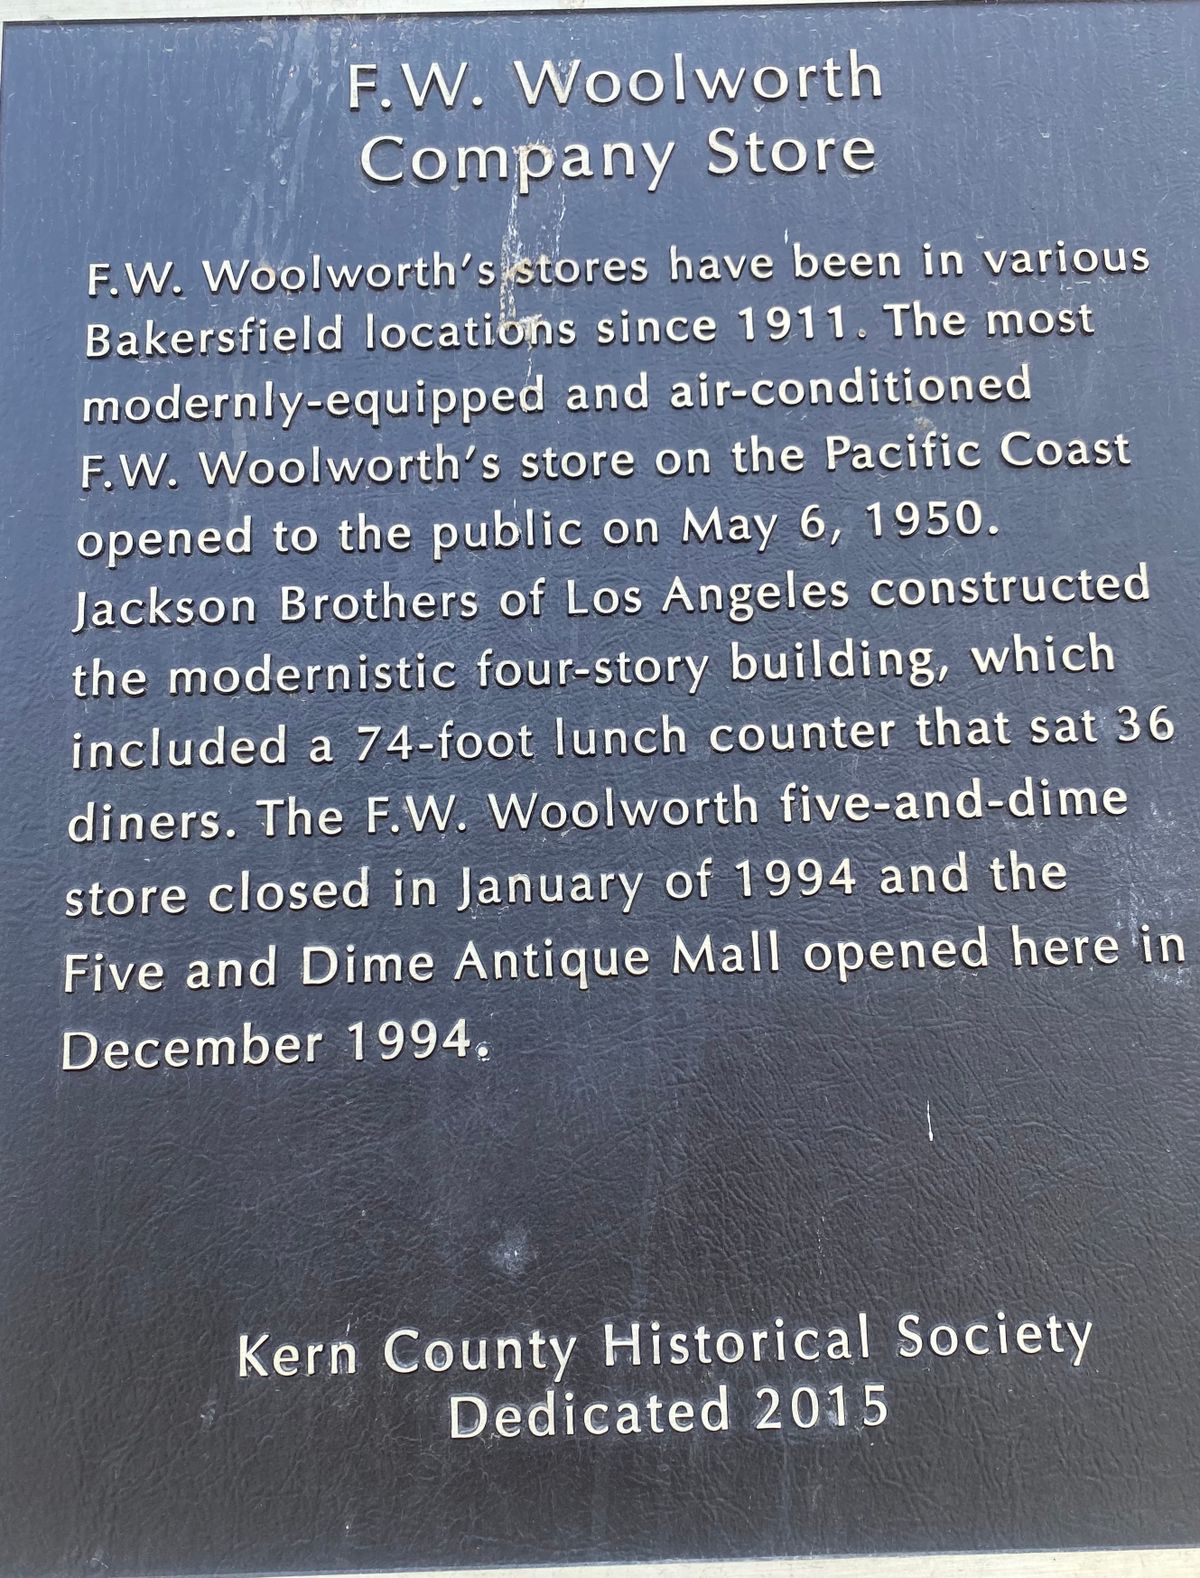 F.W. Woolworth
Company Store
F.W. Woolworth's stores have been in various
Bakersfield locations since 1911. The most
modernly-equipped and air-conditioned
F.W. Woolworth's store on the Pacific Coast
opened to the public on May 6, 1950.
Jackson Brothers of Los Angeles constructed
the modernistic four-story building, which
included a 74-foot lunch counter that sat 36
diners. The F.W. Woolworth five-and-dime
store closed in January of 1994 and the
Five and Dime Antique Mall opened here in
December 1994.
Kern County Historical Society
Dedicated 2015